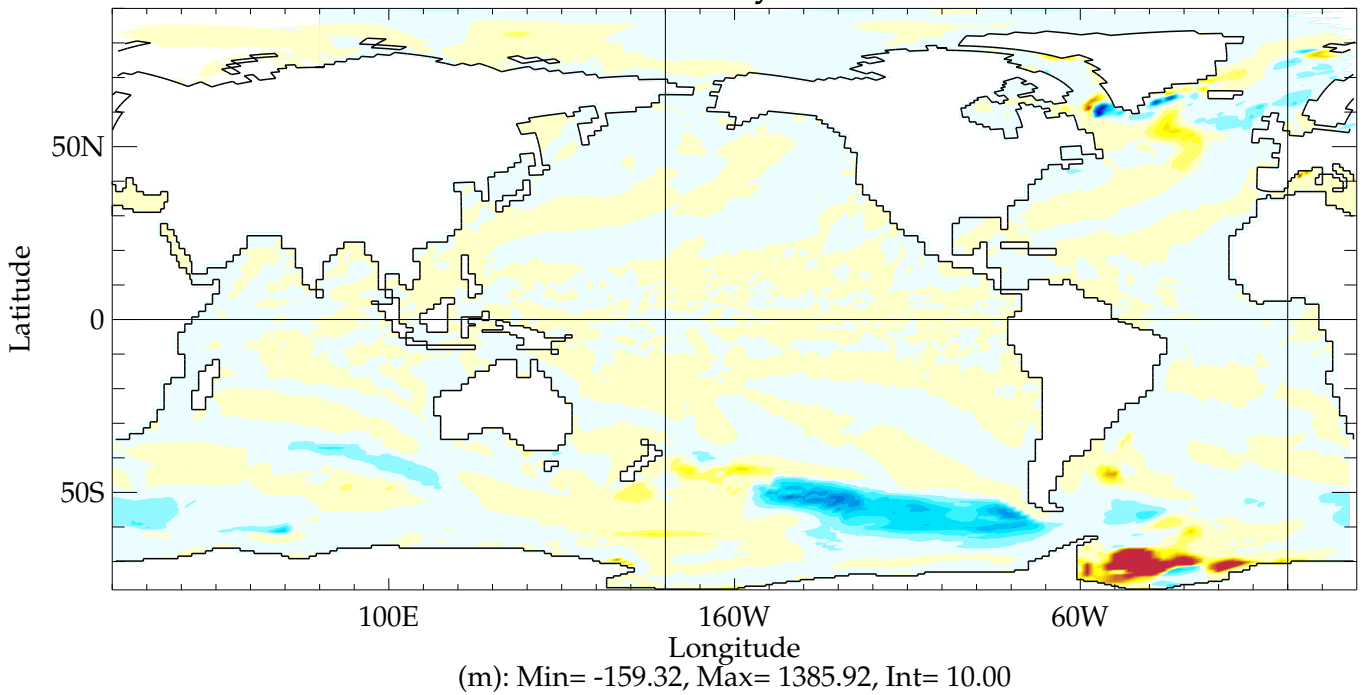 50N
0
50S
Latitude
100E 160W 60W
Longitude
(m): Min= -159.32, Max= 1385.92, Int= 10.00